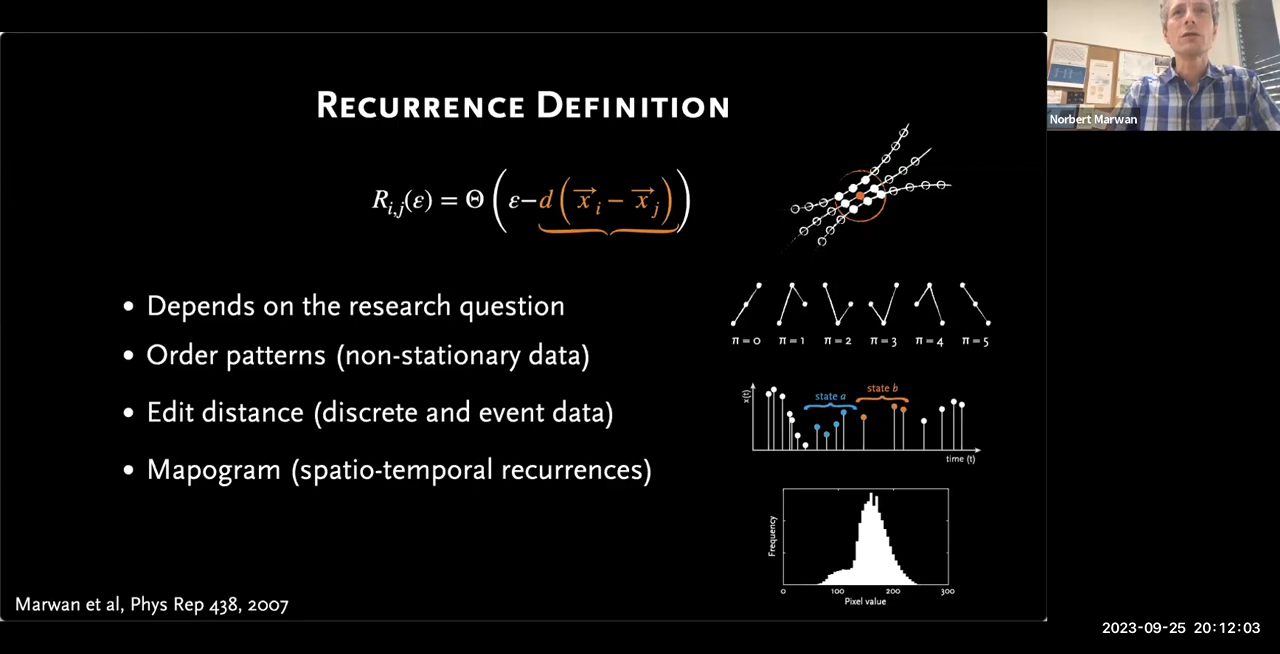 Norbert Marwan
RECURRENCE DEFINITION
R_{i,j}(ε) = Θ (ε − d (x⃗_i − x⃗_j))
• Depends on the research question
• Order patterns (non-stationary data)
• Edit distance (discrete and event data)
• Mapogram (spatio-temporal recurrences)
π = 0 π = 1 π = 2 π = 3 π = 4 π = 5
x(t)
state a
state b
time (t)
Frequency
0 100 200 300
Pixel value
Marwan et al, Phys Rep 438, 2007
2023-09-25 20:12:03